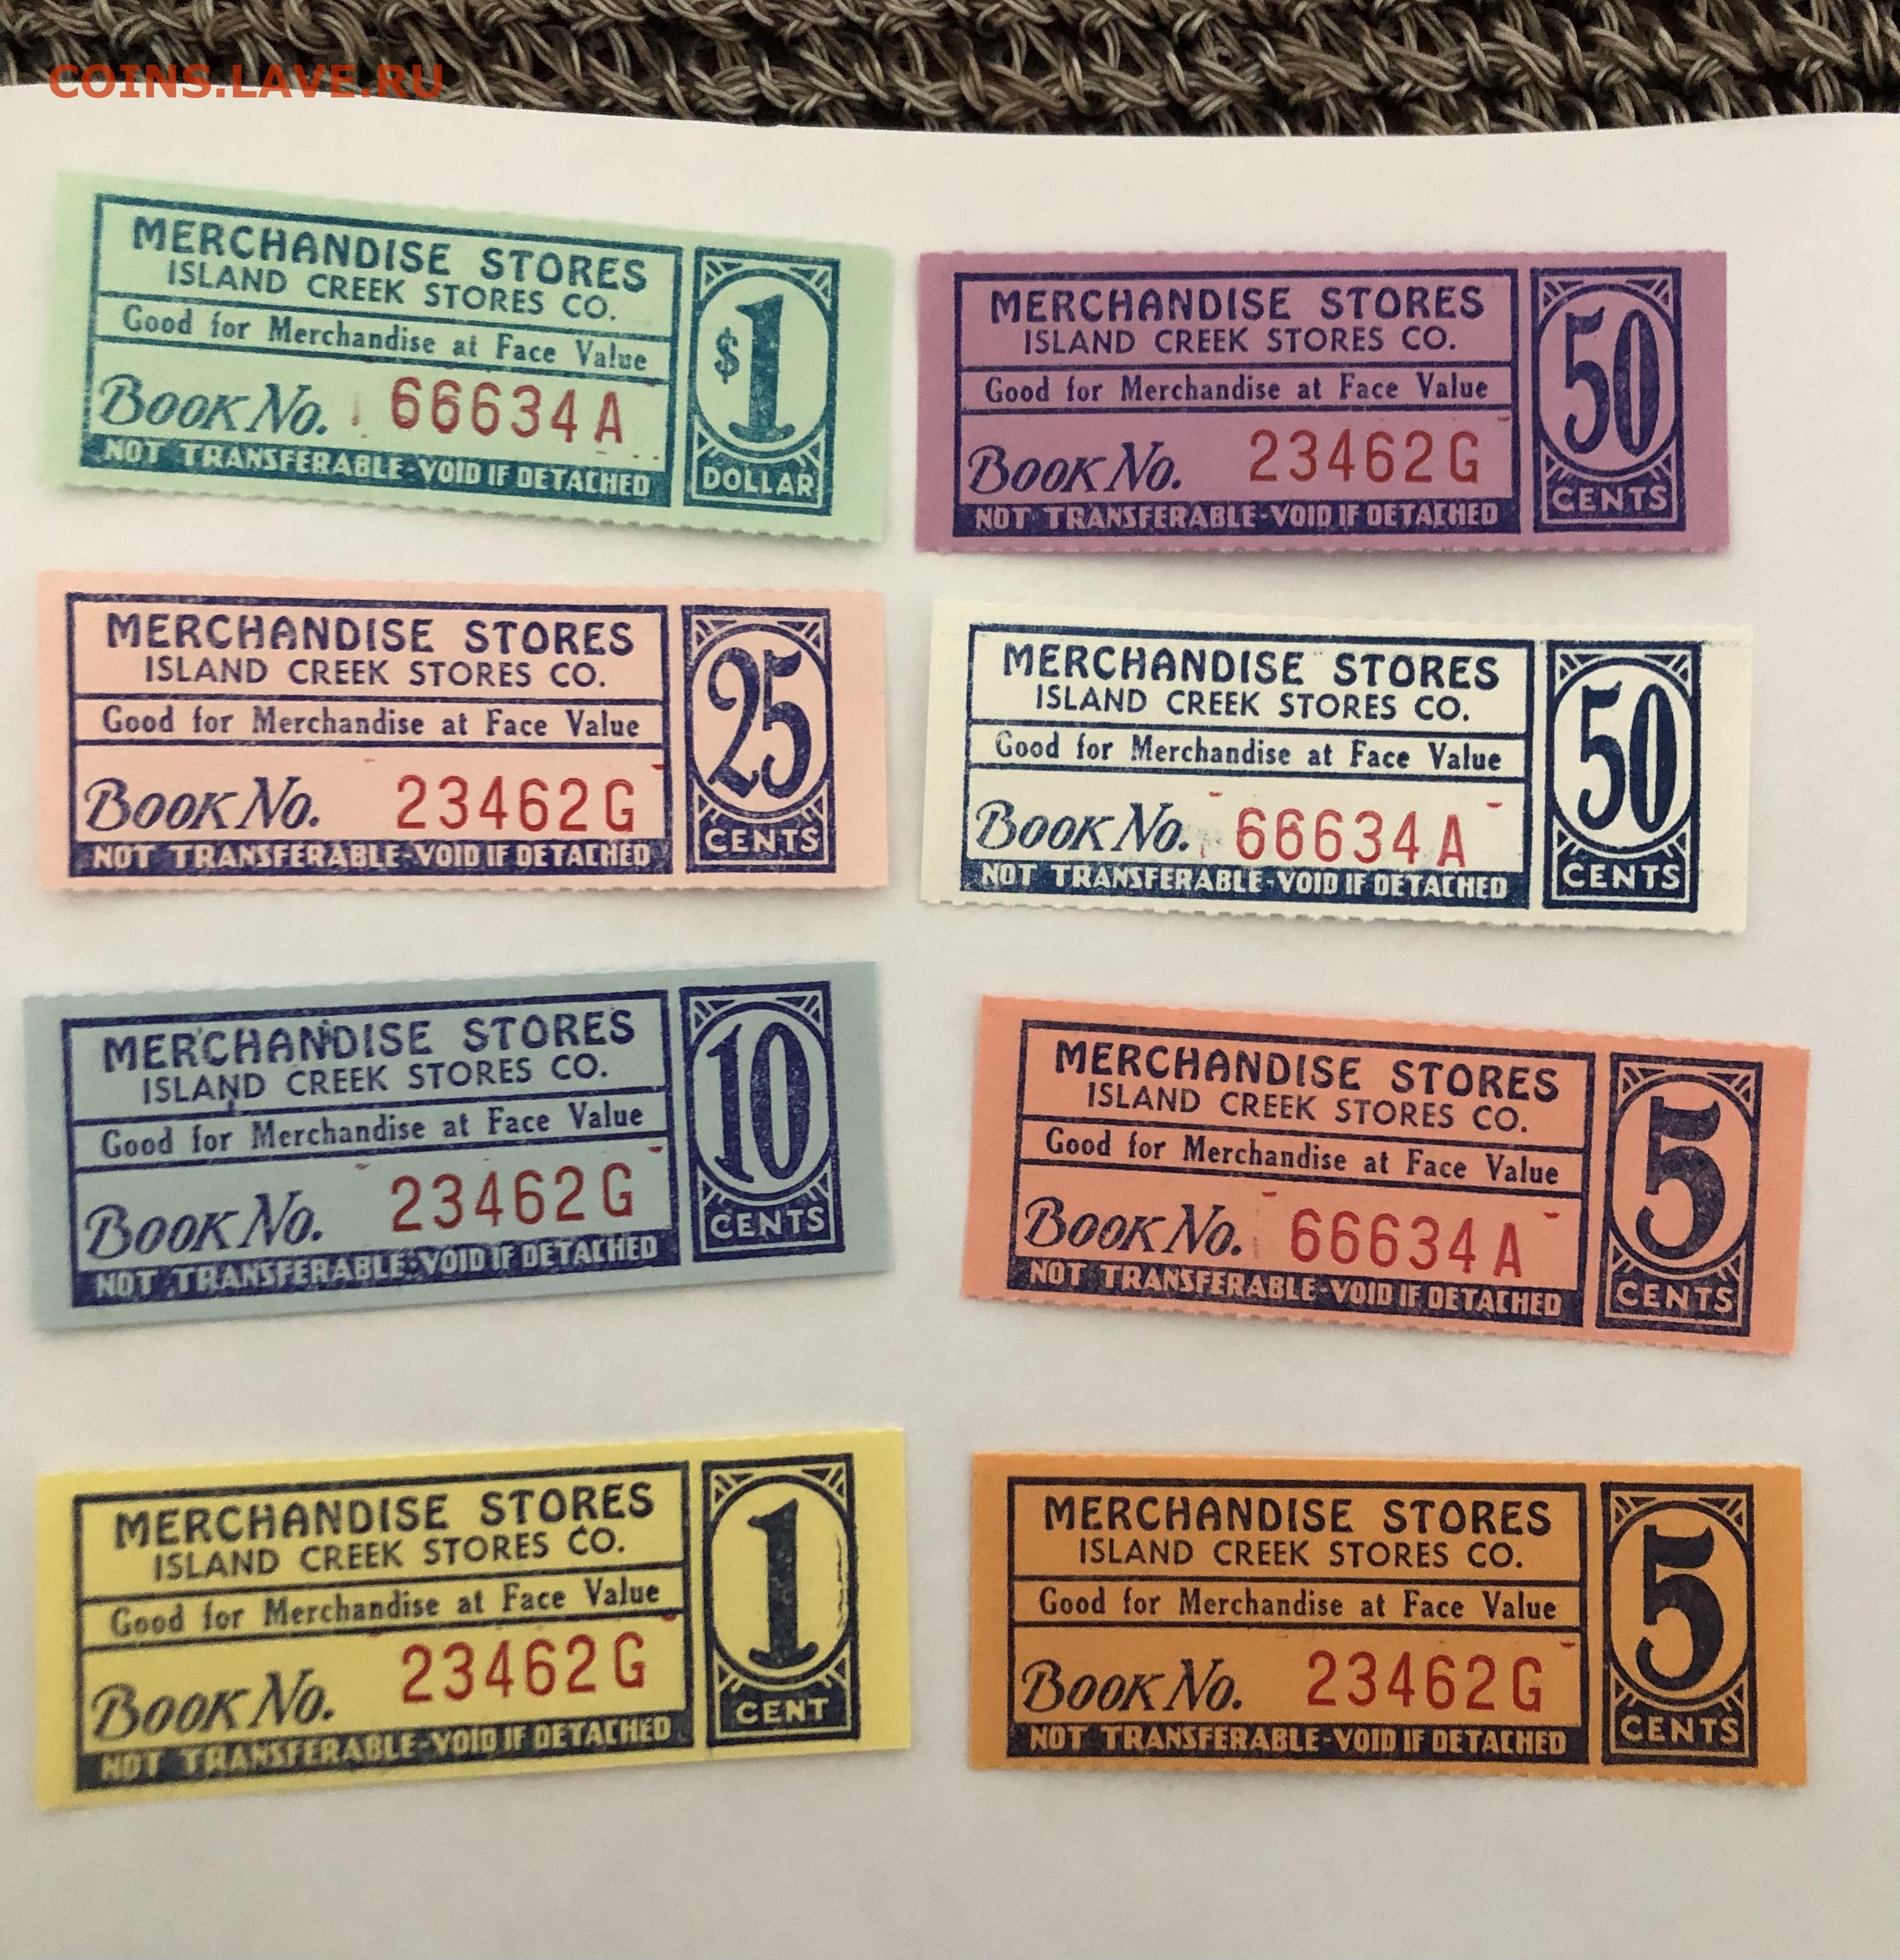 COINS.LAVE.RU
MERCHANDISE STORES
ISLAND CREEK STORES CO.
Good for Merchandise at Face Value
Book No. 66634A
NOT TRANSFERABLE-VOID IF DETACHED
$1
DOLLAR
MERCHANDISE STORES
ISLAND CREEK STORES CO.
Good for Merchandise at Face Value
Book No. 23462G
NOT TRANSFERABLE-VOID IF DETACHED
50
CENTS
MERCHANDISE STORES
ISLAND CREEK STORES CO.
Good for Merchandise at Face Value
Book No. 23462G
NOT TRANSFERABLE-VOID IF DETACHED
25
CENTS
MERCHANDISE STORES
ISLAND CREEK STORES CO.
Good for Merchandise at Face Value
Book No. 66634A
NOT TRANSFERABLE-VOID IF DETACHED
50
CENTS
MERCHANDISE STORES
ISLAND CREEK STORES CO.
Good for Merchandise at Face Value
Book No. 23462G
NOT TRANSFERABLE-VOID IF DETACHED
10
CENTS
MERCHANDISE STORES
ISLAND CREEK STORES CO.
Good for Merchandise at Face Value
Book No. 66634A
NOT TRANSFERABLE-VOID IF DETACHED
5
CENTS
MERCHANDISE STORES
ISLAND CREEK STORES CO.
Good for Merchandise at Face Value
Book No. 23462G
NOT TRANSFERABLE-VOID IF DETACHED
1
CENT
MERCHANDISE STORES
ISLAND CREEK STORES CO.
Good for Merchandise at Face Value
Book No. 23462G
NOT TRANSFERABLE-VOID IF DETACHED
5
CENTS